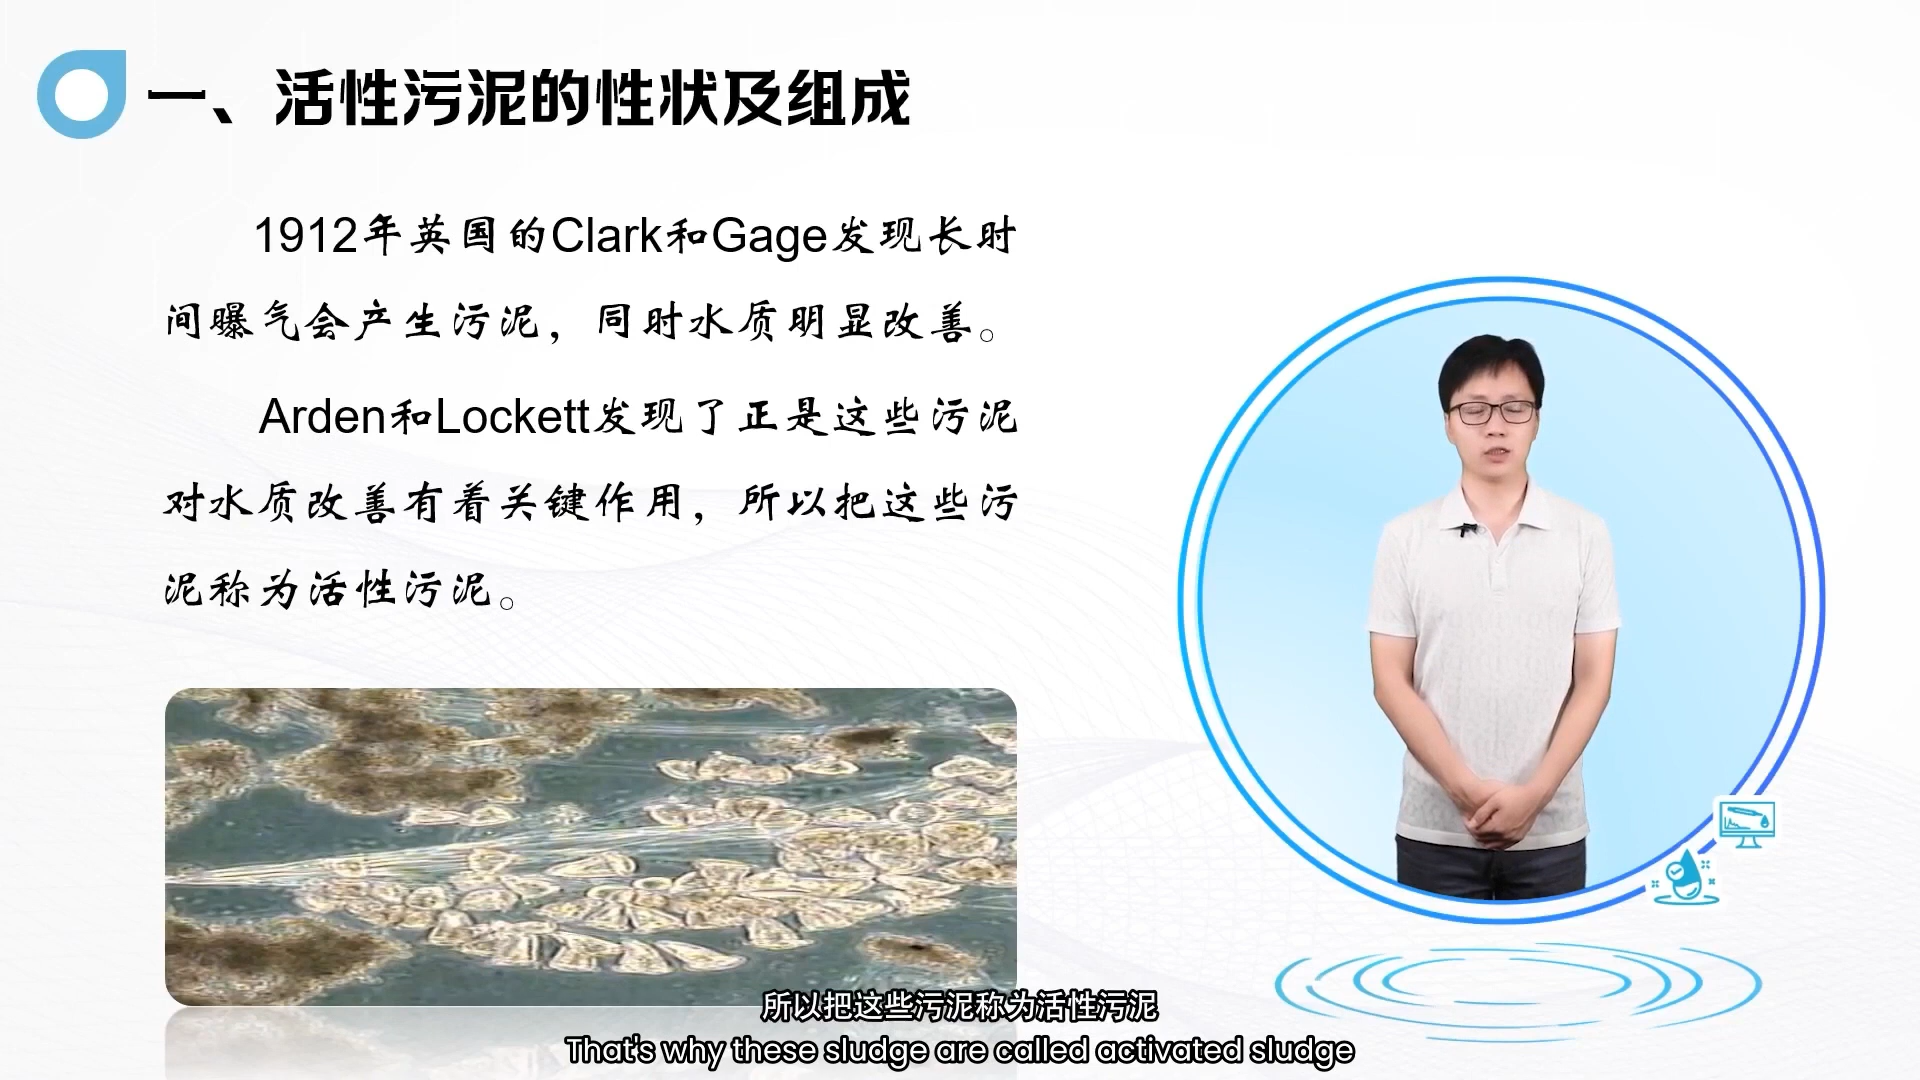 一、活性污泥的性状及组成
1912年英国的Clark和Gage发现长时
间曝气会产生污泥，同时水质明显改善。
Arden和Lockett发现了正是这些污泥
对水质改善有着关键作用，所以把这些污
泥称为活性污泥。
所以把这些污泥称为活性污泥
That's why these sludge are called activated sludge